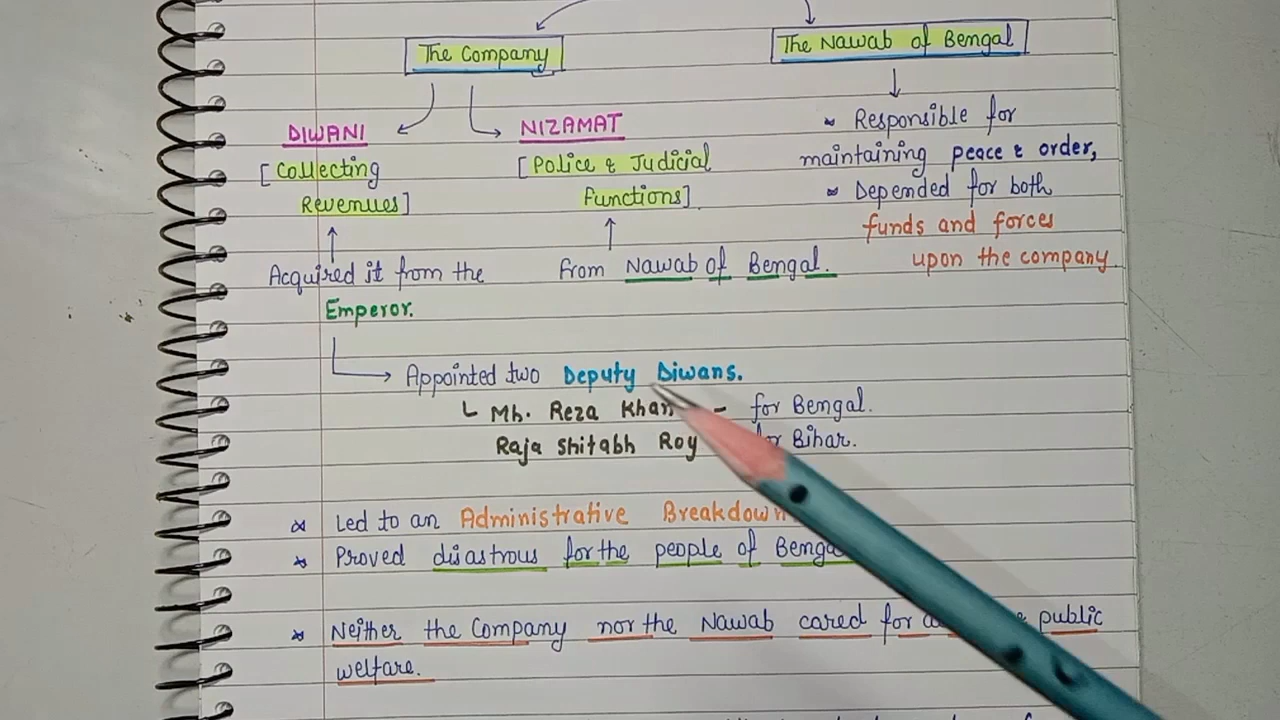 The Company
The Nawab of Bengal
DIWANI
[Collecting
Revenues]
NIZAMAT
[Police & Judicial
Functions].
Acquired it from the
Emperor.
from Nawab of Bengal.
* Responsible for
maintaining peace & order,
* Depended for both
funds and forces
upon the company.
Appointed two Deputy Diwans.
Mh. Reza Khan - for Bengal.
Raja Shitabh Roy Bihar.
* Led to an Administrative Breakdown
* Proved disastrous for the people of
* Neither the Company nor the Nawab cared for public
welfare.